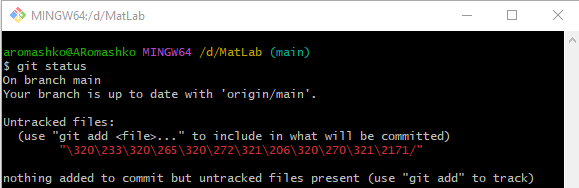 MINGW64:/d/MatLab
aromashko@ARomashko MINGW64 /d/MatLab (main)
$ git status
On branch main
Your branch is up to date with 'origin/main'.
Untracked files:
(use "git add <file>..." to include in what will be committed)
"\320\233\320\265\320\272\321\206\320\270\321\2171/"
nothing added to commit but untracked files present (use "git add" to track)